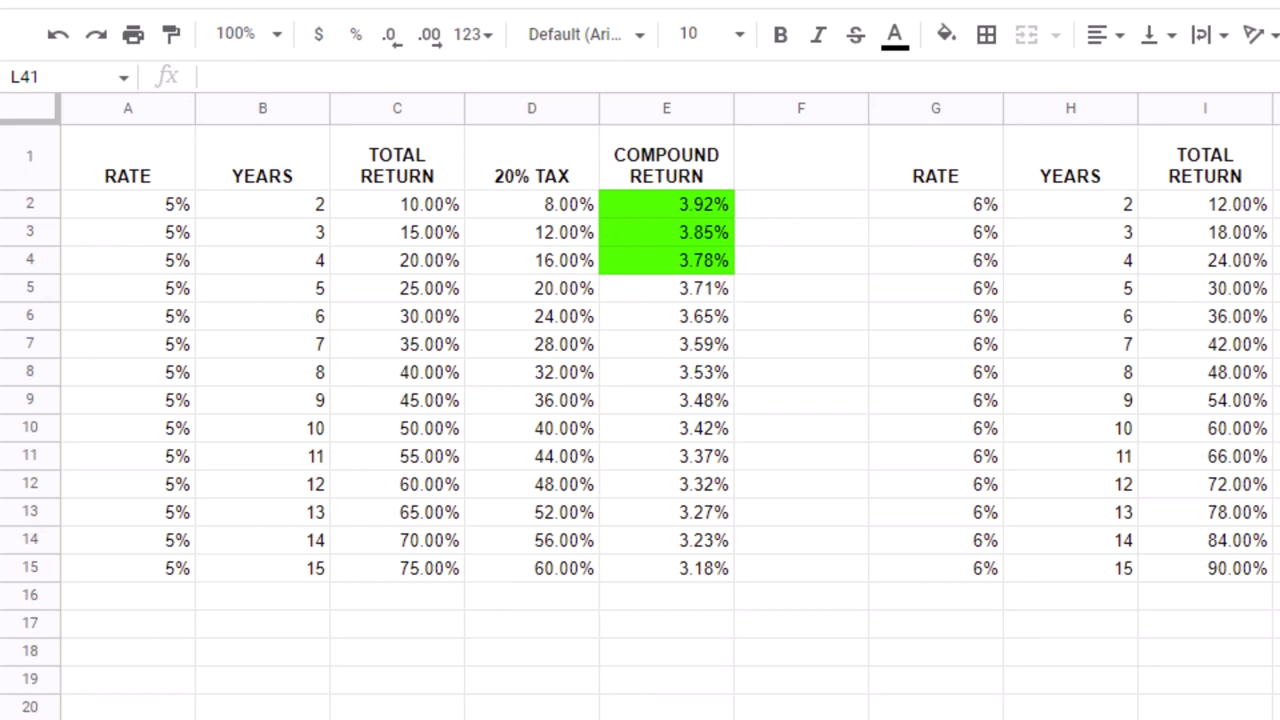 100% $ % .0 .00 123 Default (Ari... 10 B I S A
L41 fx
A B C D E F G H I
1 RATE YEARS TOTAL RETURN 20% TAX COMPOUND RETURN RATE YEARS TOTAL RETURN
2 5% 2 10.00% 8.00% 3.92% 6% 2 12.00%
3 5% 3 15.00% 12.00% 3.85% 6% 3 18.00%
4 5% 4 20.00% 16.00% 3.78% 6% 4 24.00%
5 5% 5 25.00% 20.00% 3.71% 6% 5 30.00%
6 5% 6 30.00% 24.00% 3.65% 6% 6 36.00%
7 5% 7 35.00% 28.00% 3.59% 6% 7 42.00%
8 5% 8 40.00% 32.00% 3.53% 6% 8 48.00%
9 5% 9 45.00% 36.00% 3.48% 6% 9 54.00%
10 5% 10 50.00% 40.00% 3.42% 6% 10 60.00%
11 5% 11 55.00% 44.00% 3.37% 6% 11 66.00%
12 5% 12 60.00% 48.00% 3.32% 6% 12 72.00%
13 5% 13 65.00% 52.00% 3.27% 6% 13 78.00%
14 5% 14 70.00% 56.00% 3.23% 6% 14 84.00%
15 5% 15 75.00% 60.00% 3.18% 6% 15 90.00%
16
17
18
19
20